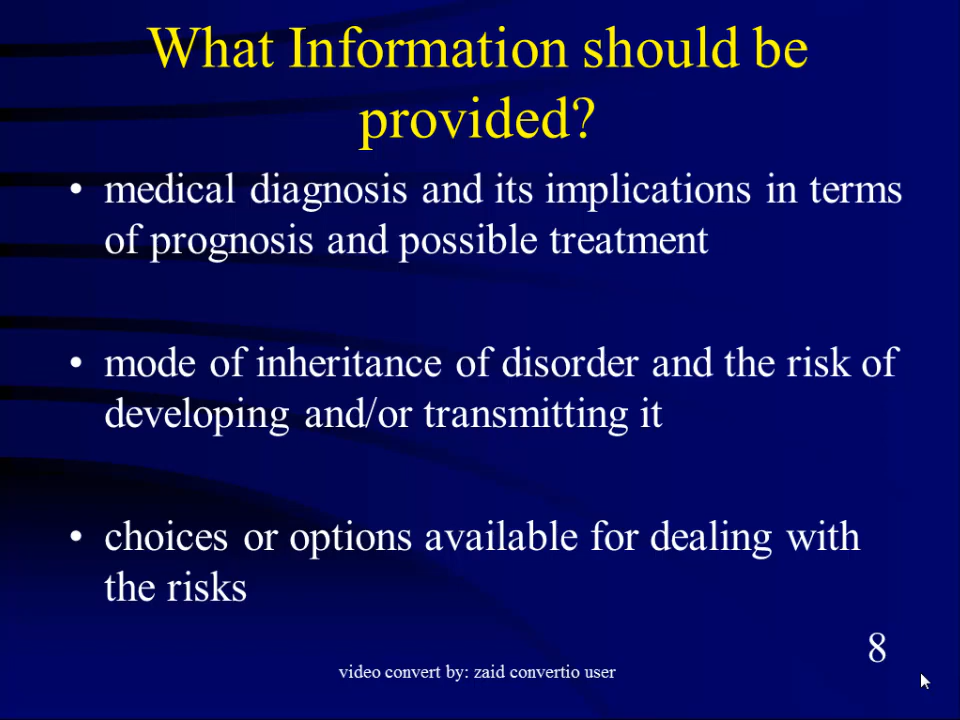 What Information should be
provided?
• medical diagnosis and its implications in terms
of prognosis and possible treatment
• mode of inheritance of disorder and the risk of
developing and/or transmitting it
• choices or options available for dealing with
the risks
8
video convert by: zaid convertio user